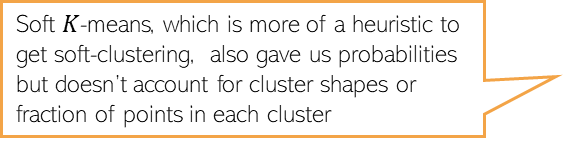 Soft K-means, which is more of a heuristic to
get soft-clustering, also gave us probabilities
but doesn't account for cluster shapes or
fraction of points in each cluster